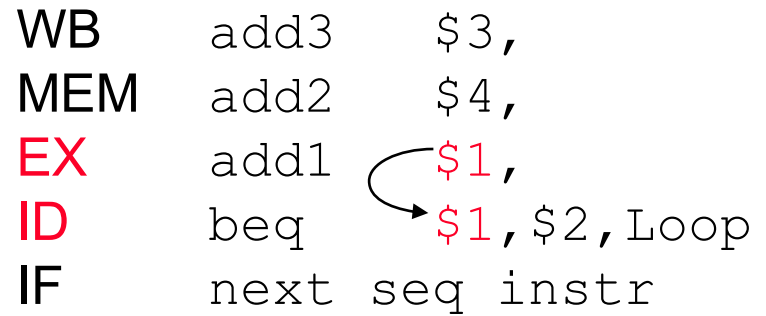 WB add3 $3,
MEM add2 $4,
EX add1 $1,
ID beq $1,$2,Loop
IF next seq instr